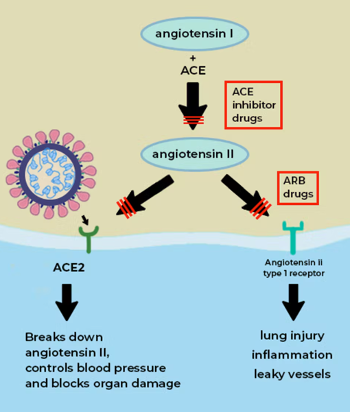 angiotensin I
+
ACE
ACE
inhibitor
drugs
angiotensin II
ARB
drugs
ACE2
Angiotensin ii
type 1 receptor
Breaks down
angiotensin II,
controls blood pressure
and blocks organ damage
lung injury
inflammation
leaky vessels